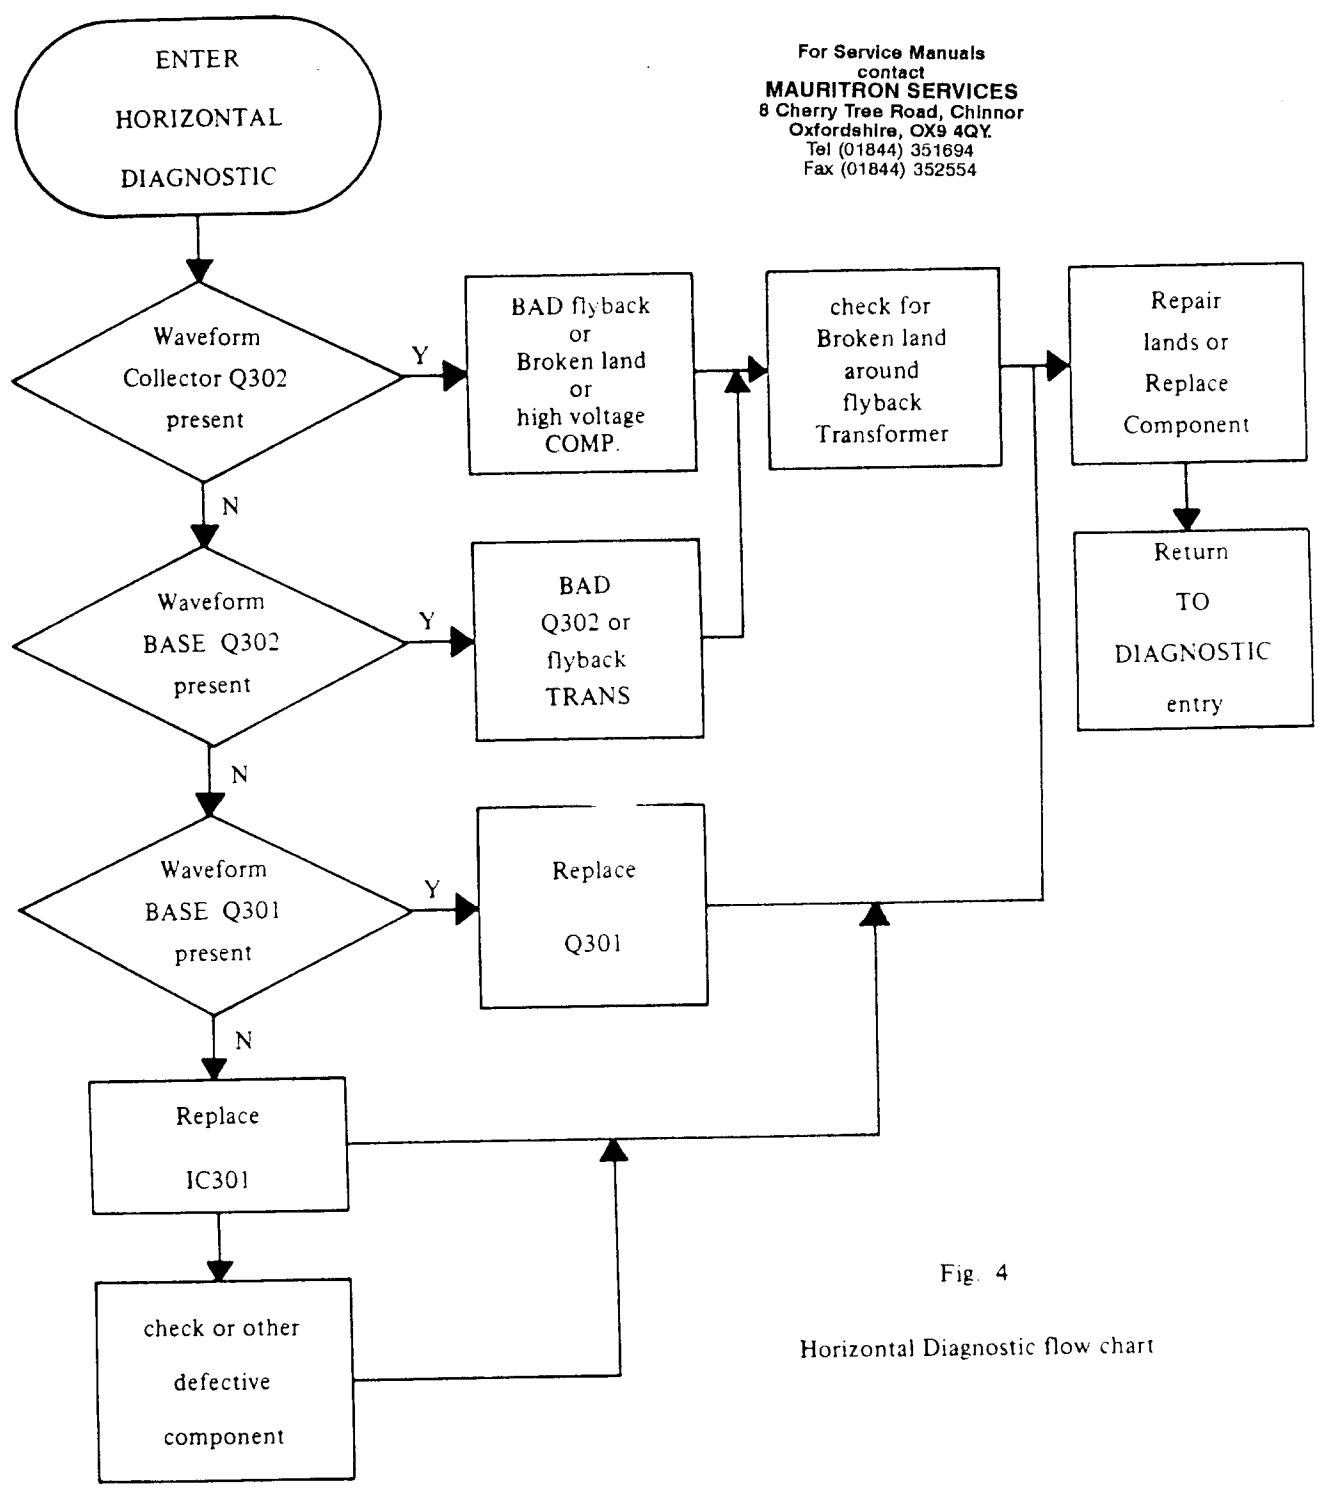 ENTER
HORIZONTAL
DIAGNOSTIC
For Service Manuals
contact
MAURITRON SERVICES
8 Cherry Tree Road, Chinnor
Oxfordshire, OX9 4QY.
Tel (01844) 351694
Fax (01844) 352554
Waveform
Collector Q302
present
Y
BAD flyback
or
Broken land
or
high voltage
COMP.
check for
Broken land
around
flyback
Transformer
Repair
lands or
Replace
Component
N
Waveform
BASE Q302
present
Y
BAD
Q302 or
flyback
TRANS
Return
TO
DIAGNOSTIC
entry
N
Waveform
BASE Q301
present
Y
Replace
Q301
N
Replace
IC301
check or other
defective
component
Fig. 4
Horizontal Diagnostic flow chart